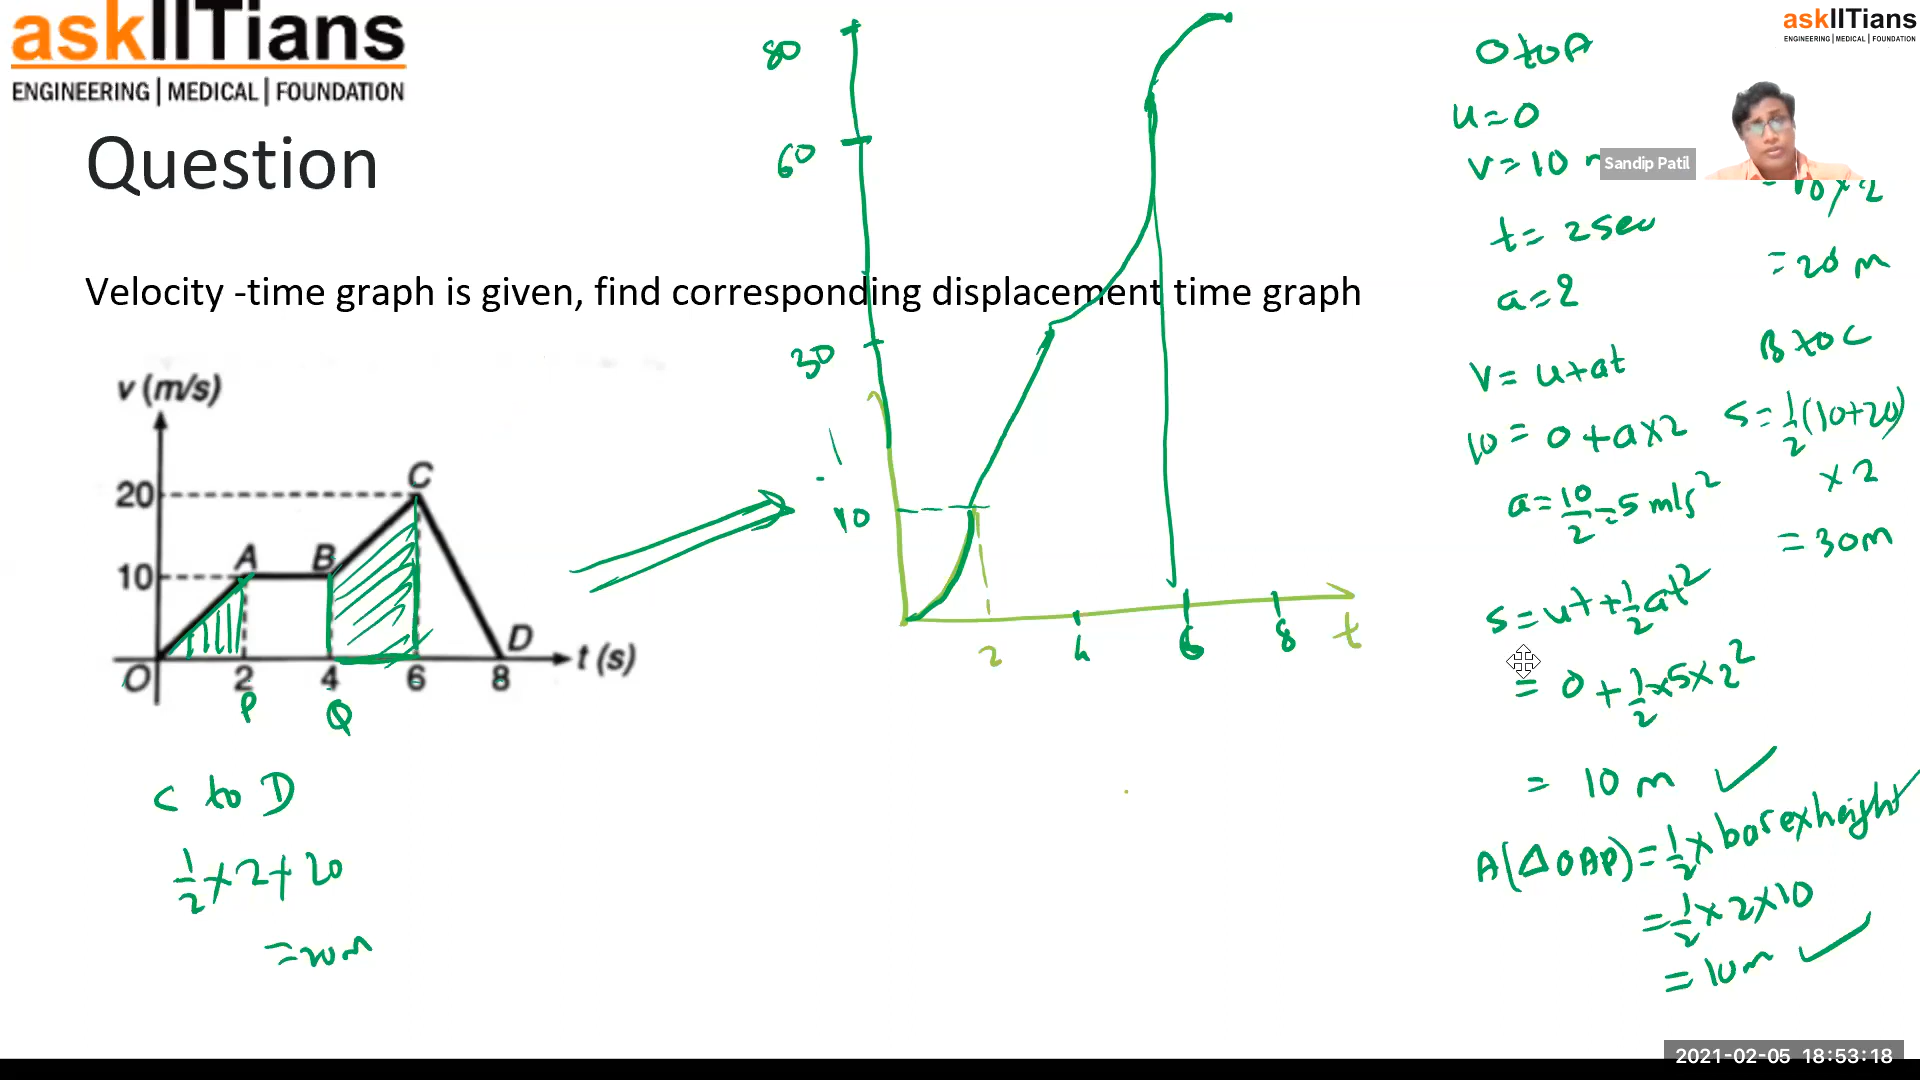 askIITians
ENGINEERING | MEDICAL | FOUNDATION
Question
Velocity -time graph is given, find corresponding displacement time graph
v (m/s)
20
10
A
B
C
D
O
2
4
6
8
t (s)
P
Q
C to D
1/2 × 2 + 20
= 20m
80
60
30
10
2
4
6
8
t
O to A
u = 0
v = 10
t = 2 sec
a = ?
v = u + at
10 = 0 + a×2
a = 10/2 = 5 m/s²
s = ut + 1/2 at²
= 0 + 1/2 × 5 × 2²
= 10 m ✓
A(ΔOAP) = 1/2 × base×height
= 1/2 × 2×10
= 10m ✓
askIITians
ENGINEERING | MEDICAL | FOUNDATION
Sandip Patil
= 10×2
= 20 m
B to C
s = 1/2 (10+20)
× 2
= 30m
2021-02-05 18:53:18